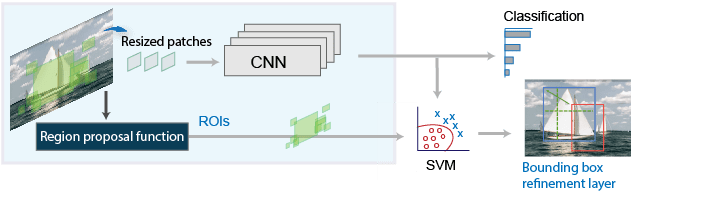 Classification
Resized patches
CNN
Region proposal function
ROIs
SVM
Bounding box
refinement layer